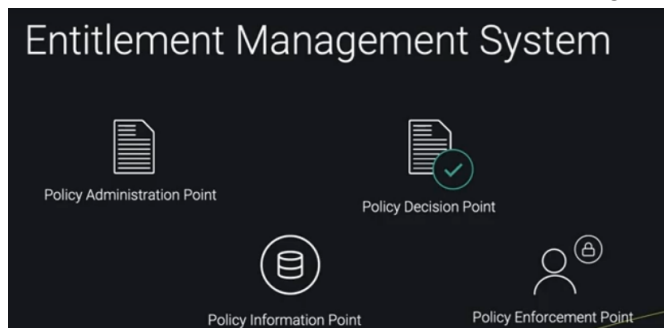 Entitlement Management System
Policy Administration Point
Policy Decision Point
Policy Information Point
Policy Enforcement Point